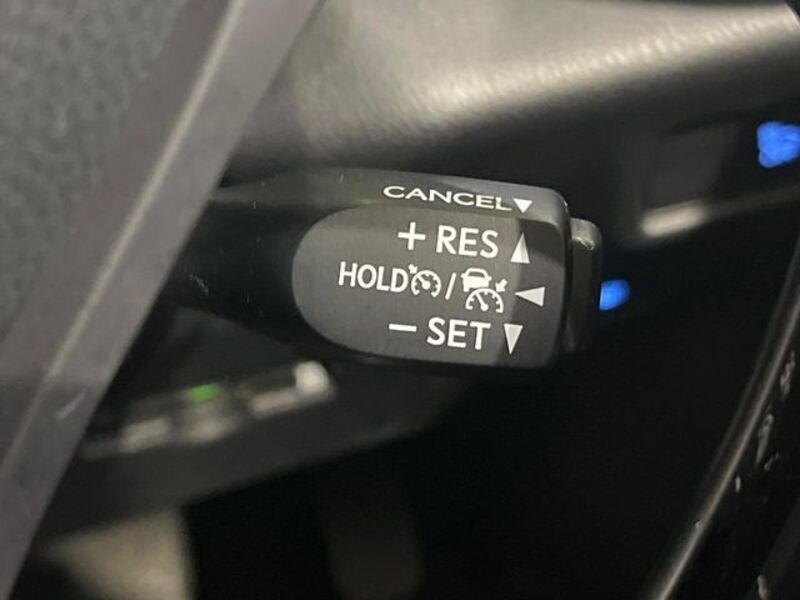 CANCEL▼
+ RES ▲
HOLD / ◀
− SET ▼